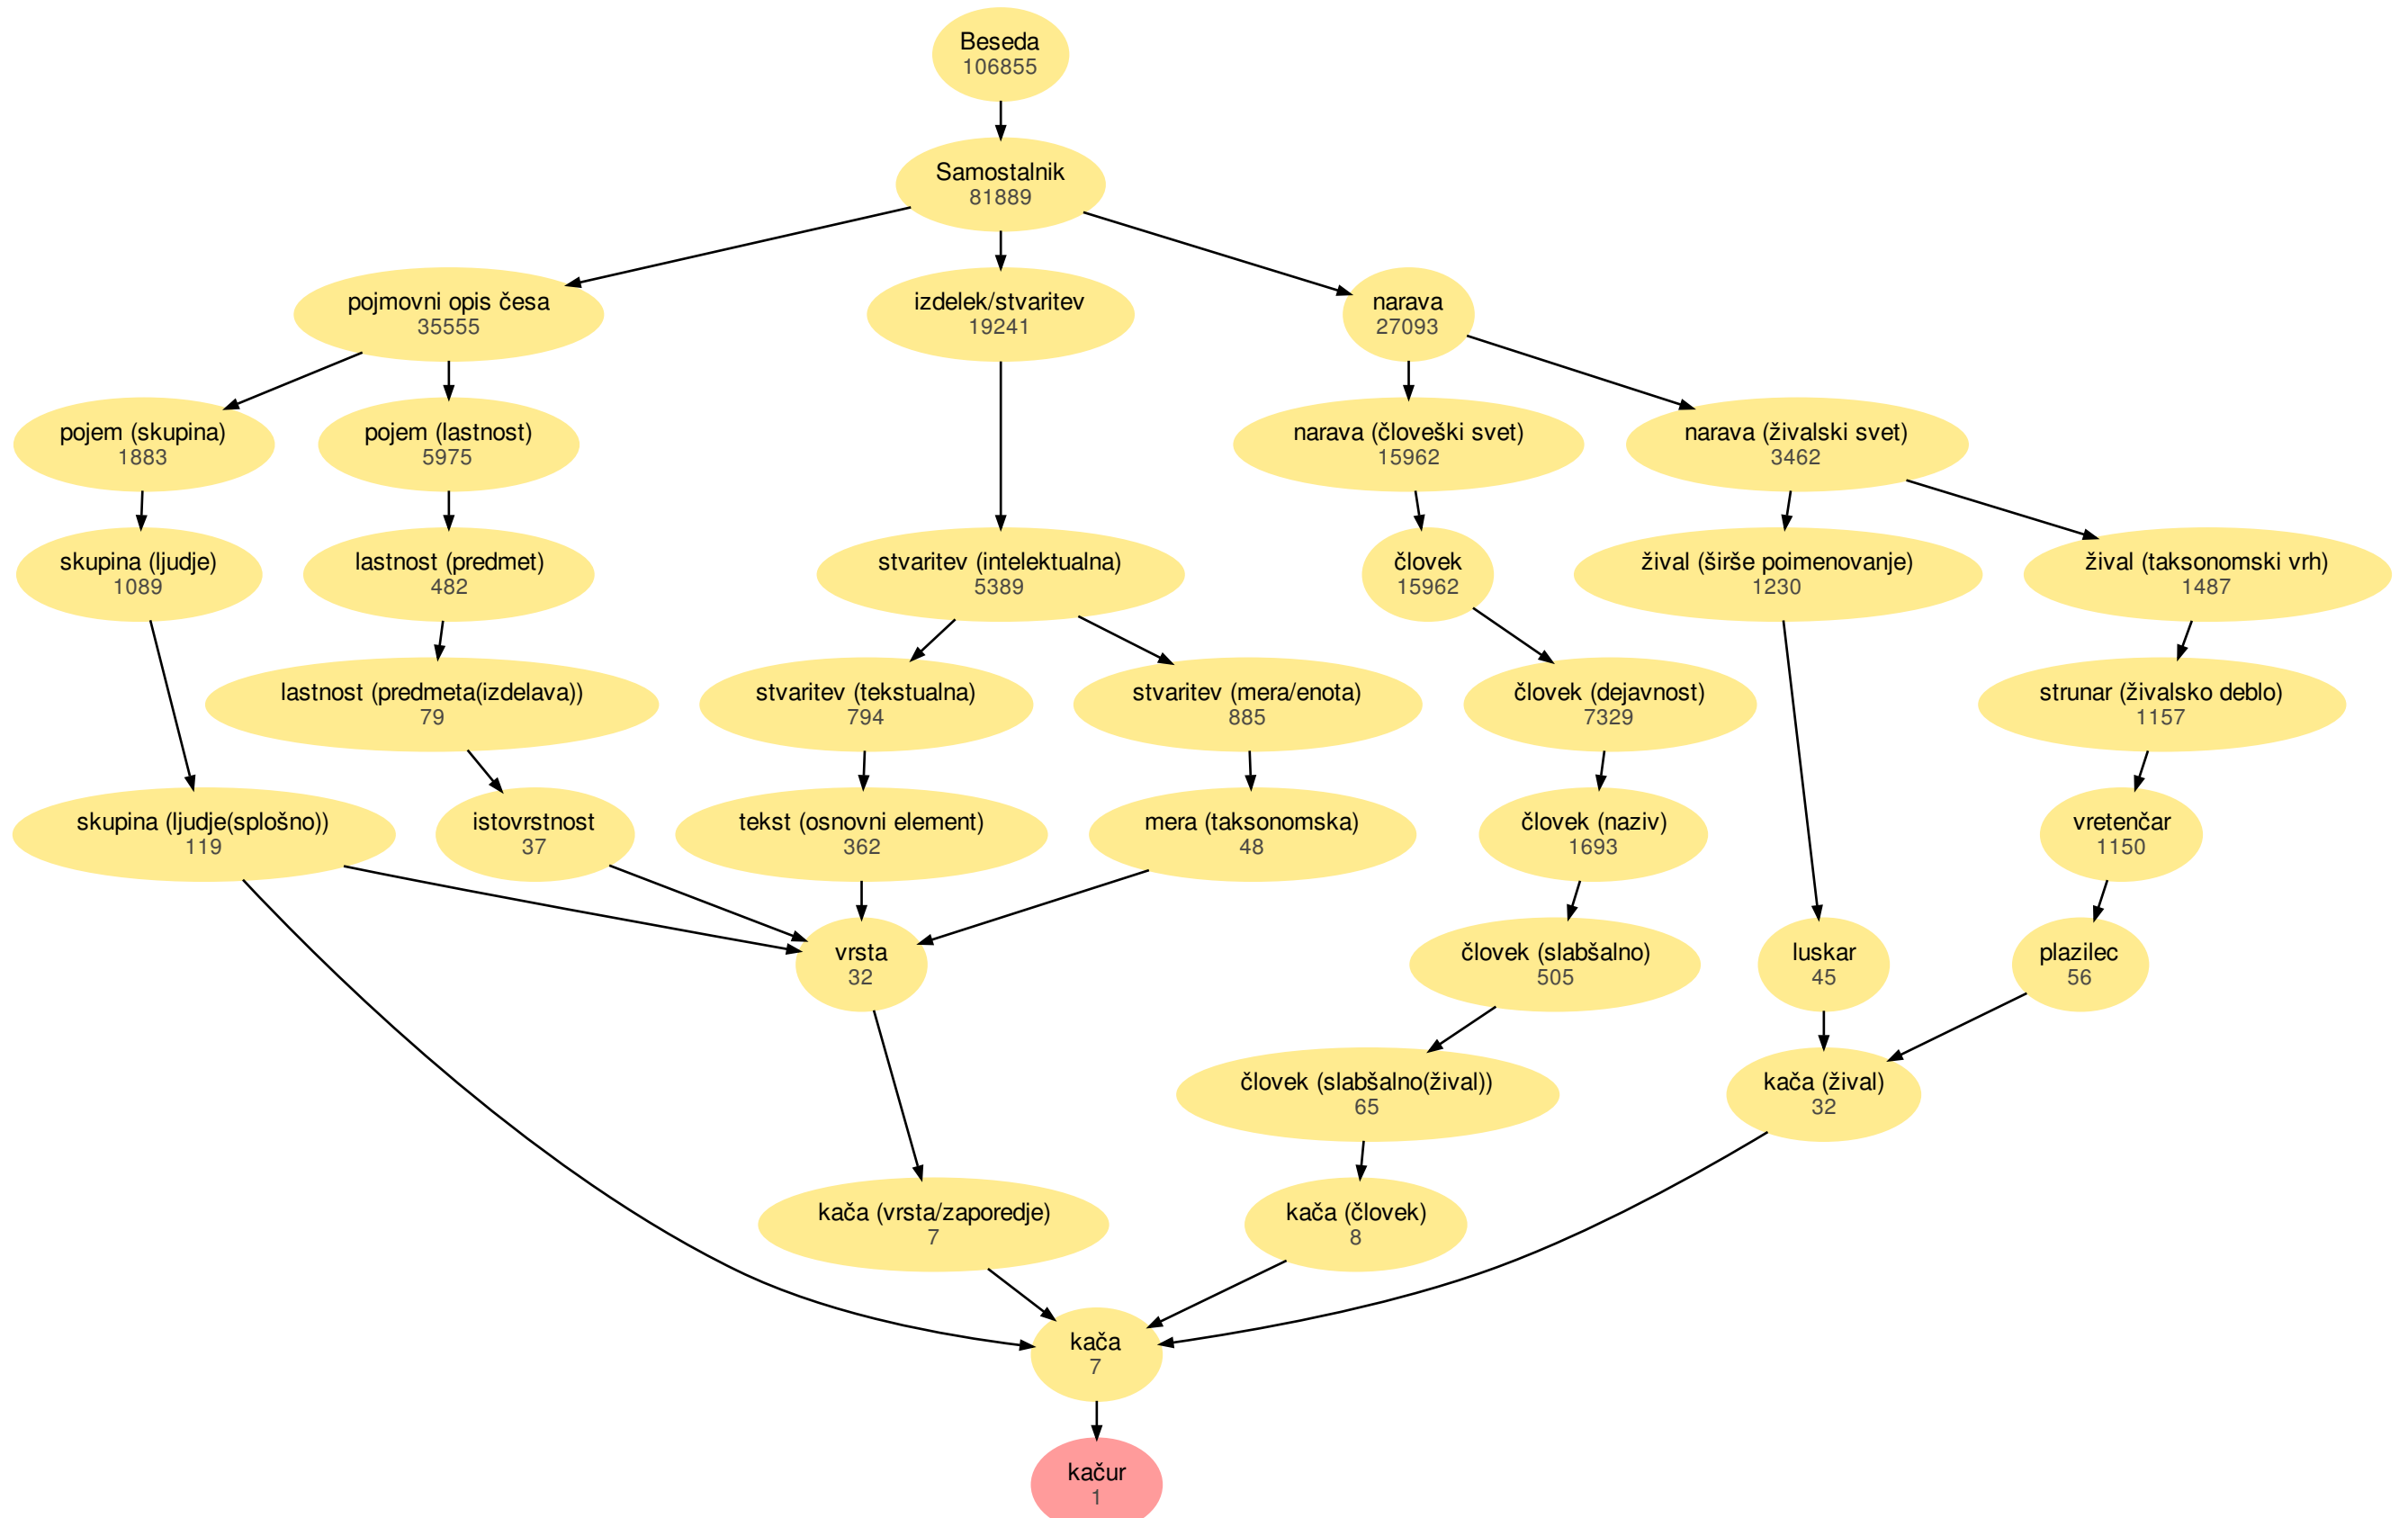 Beseda
106855
Samostalnik
81889
pojmovni opis česa
35555
izdelek/stvaritev
19241
narava
27093
pojem (skupina)
1883
pojem (lastnost)
5975
narava (človeški svet)
15962
narava (živalski svet)
3462
skupina (ljudje)
1089
lastnost (predmet)
482
stvaritev (intelektualna)
5389
človek
15962
žival (širše poimenovanje)
1230
žival (taksonomski vrh)
1487
lastnost (predmeta(izdelava))
79
stvaritev (tekstualna)
794
stvaritev (mera/enota)
885
človek (dejavnost)
7329
strunar (živalsko deblo)
1157
skupina (ljudje(splošno))
119
istovrstnost
37
tekst (osnovni element)
362
mera (taksonomska)
48
človek (naziv)
1693
vretenčar
1150
vrsta
32
človek (slabšalno)
505
luskar
45
plazilec
56
človek (slabšalno(žival))
65
kača (žival)
32
kača (vrsta/zaporedje)
7
kača (človek)
8
kača
7
kačur
1